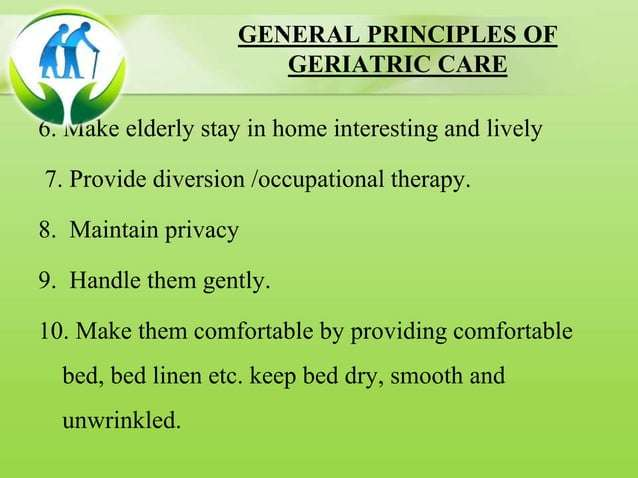 GENERAL PRINCIPLES OF
GERIATRIC CARE
6. Make elderly stay in home interesting and lively
7. Provide diversion /occupational therapy.
8. Maintain privacy
9. Handle them gently.
10. Make them comfortable by providing comfortable
bed, bed linen etc. keep bed dry, smooth and
unwrinkled.